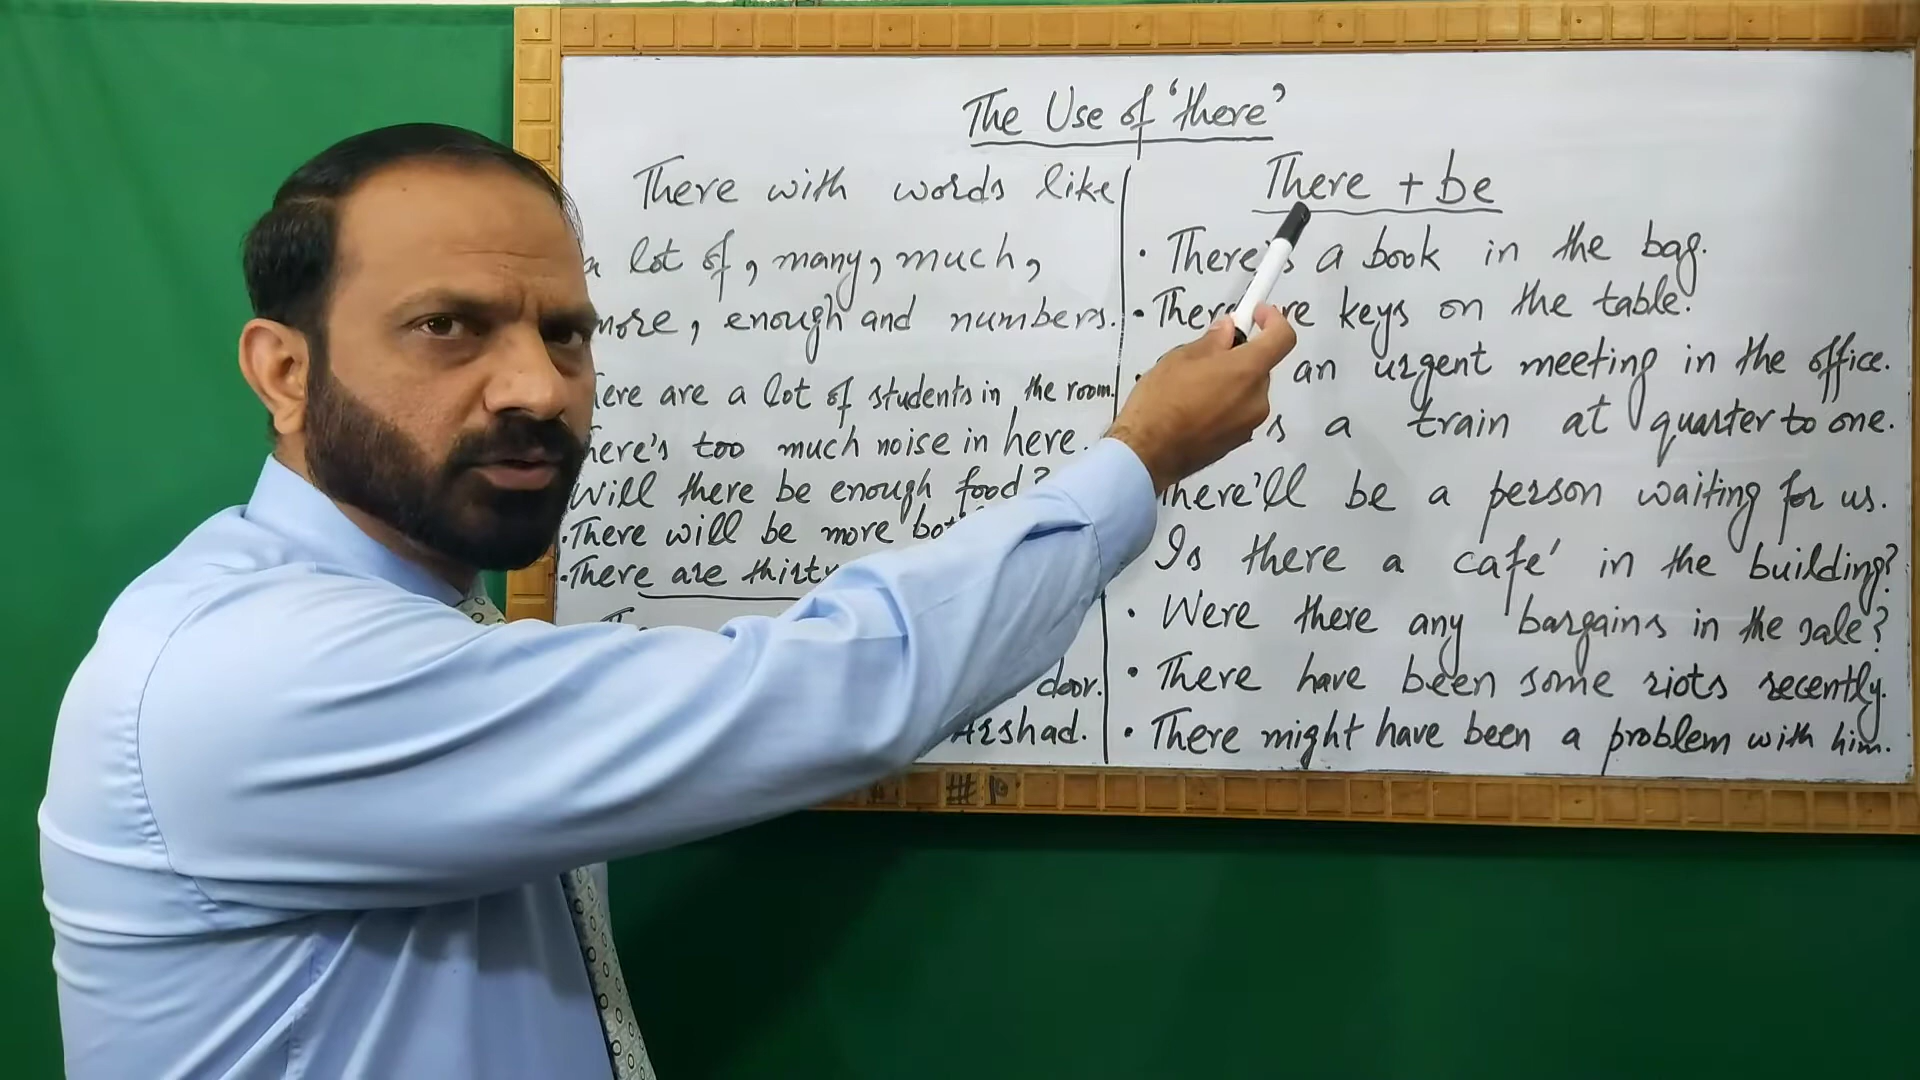 The Use of 'there'
There with words like
a lot of, many, much,
more, enough and numbers.
here are a lot of students in the room.
here's too much noise in here.
Will there be enough food?
•There will be more
•There are thirty
door.
Arshad.
There + be
• There's a book in the bag.
• There are keys on the table.
an urgent meeting in the office.
a train at quarter to one.
There'll be a person waiting for us.
Is there a café in the building?
• Were there any bargains in the sale?
• There have been some riots recently.
• There might have been a problem with him.